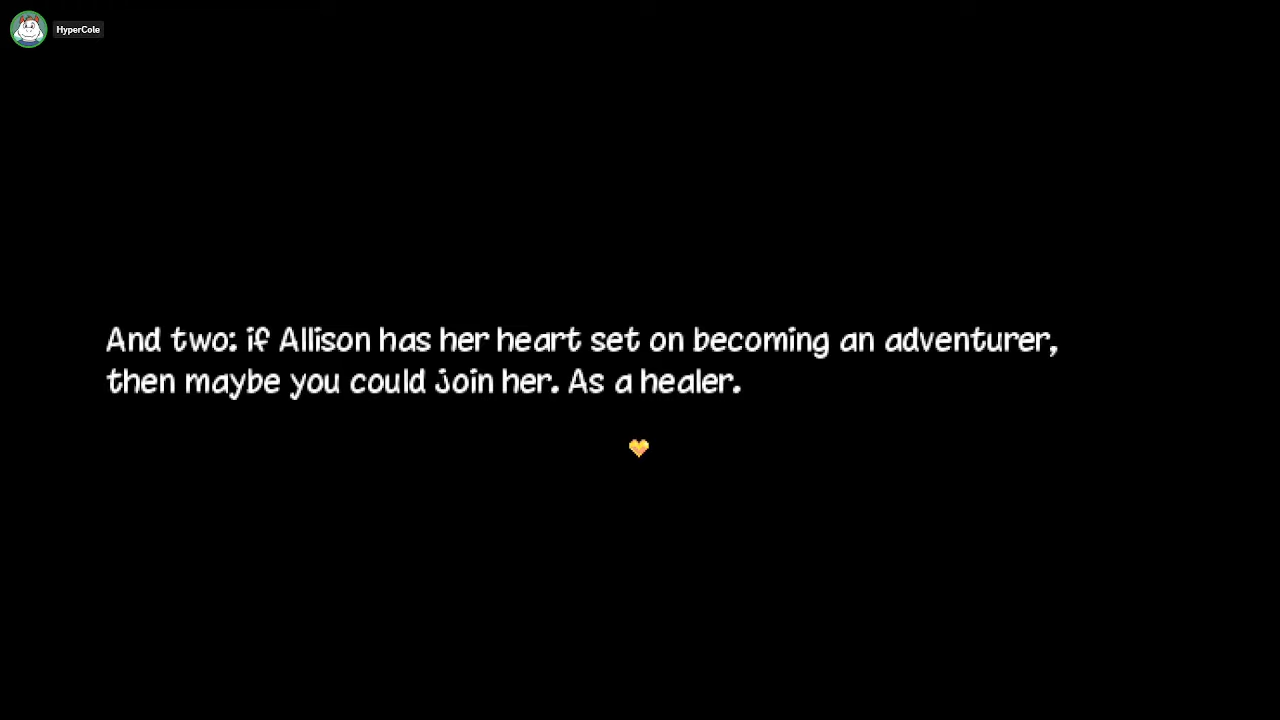 HyperCole
And two: if Allison has her heart set on becoming an adventurer,
then maybe you could join her. As a healer.